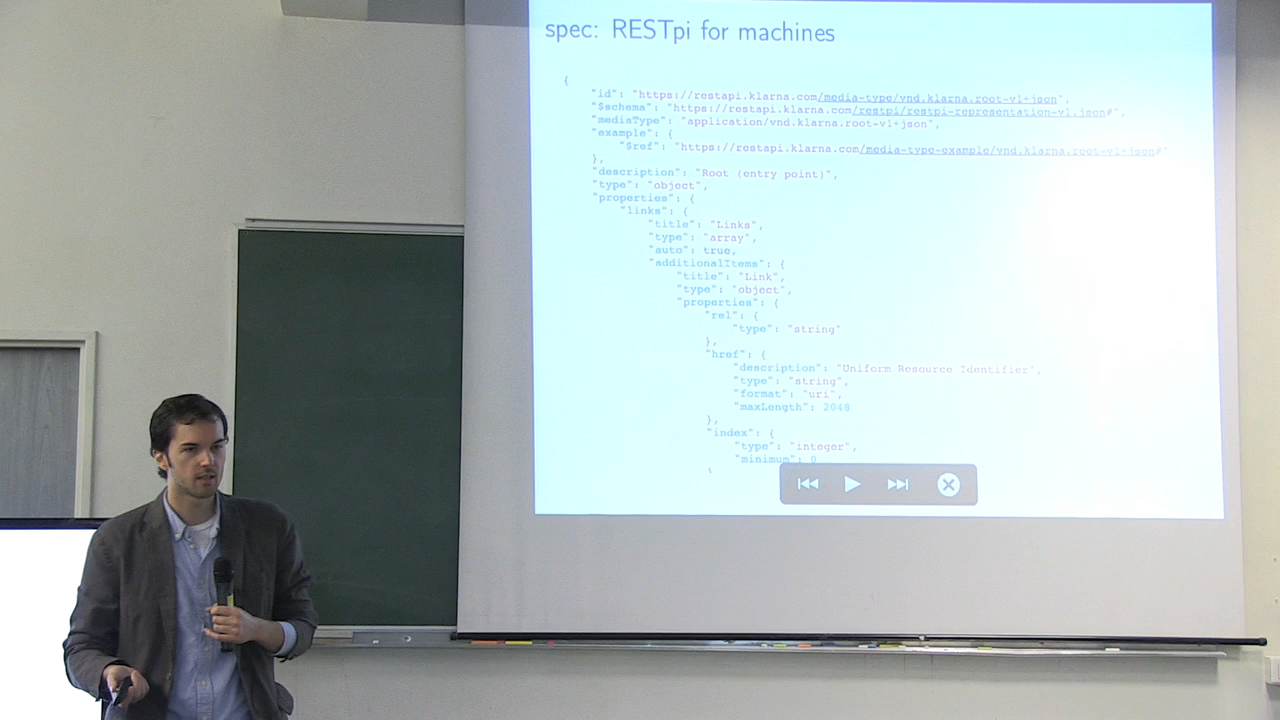 spec: RESTpi for machines
{
"id": "https://restapi.klarna.com/media-type/vnd.klarna.root-v1+json",
"$schema": "https://restapi.klarna.com/restpi/restpi-representation-v1.json#",
"mediaType": "application/vnd.klarna.root-v1+json",
"example": {
"$ref": "https://restapi.klarna.com/media-type-example/vnd.klarna.root-v1+json#"
},
"description": "Root (entry point)",
"type": "object",
"properties": {
"links": {
"title": "Links",
"type": "array",
"auto": true,
"additionalItems": {
"title": "Link",
"type": "object",
"properties": {
"rel": {
"type": "string"
},
"href": {
"description": "Uniform Resource Identifier",
"type": "string",
"format": "uri",
"maxLength": 2048
},
"index": {
"type": "integer",
"minimum": 0